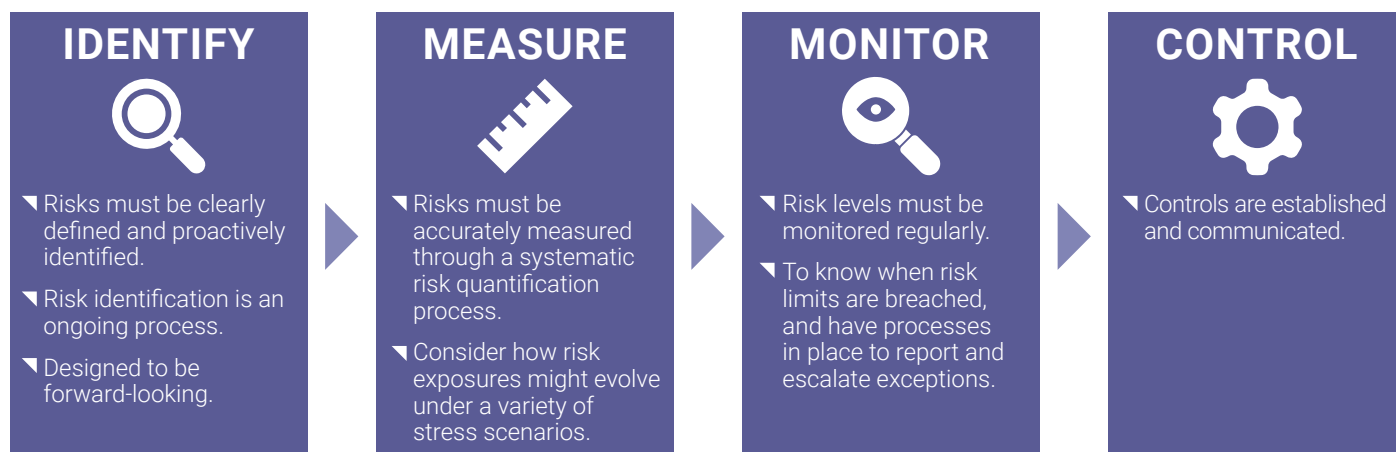 IDENTIFY
Risks must be clearly
defined and proactively
identified.
Risk identification is an
ongoing process.
Designed to be
forward-looking.
MEASURE
Risks must be
accurately measured
through a systematic
risk quantification
process.
Consider how risk
exposures might evolve
under a variety of
stress scenarios.
MONITOR
Risk levels must be
monitored regularly.
To know when risk
limits are breached,
and have processes
in place to report and
escalate exceptions.
CONTROL
Controls are established
and communicated.